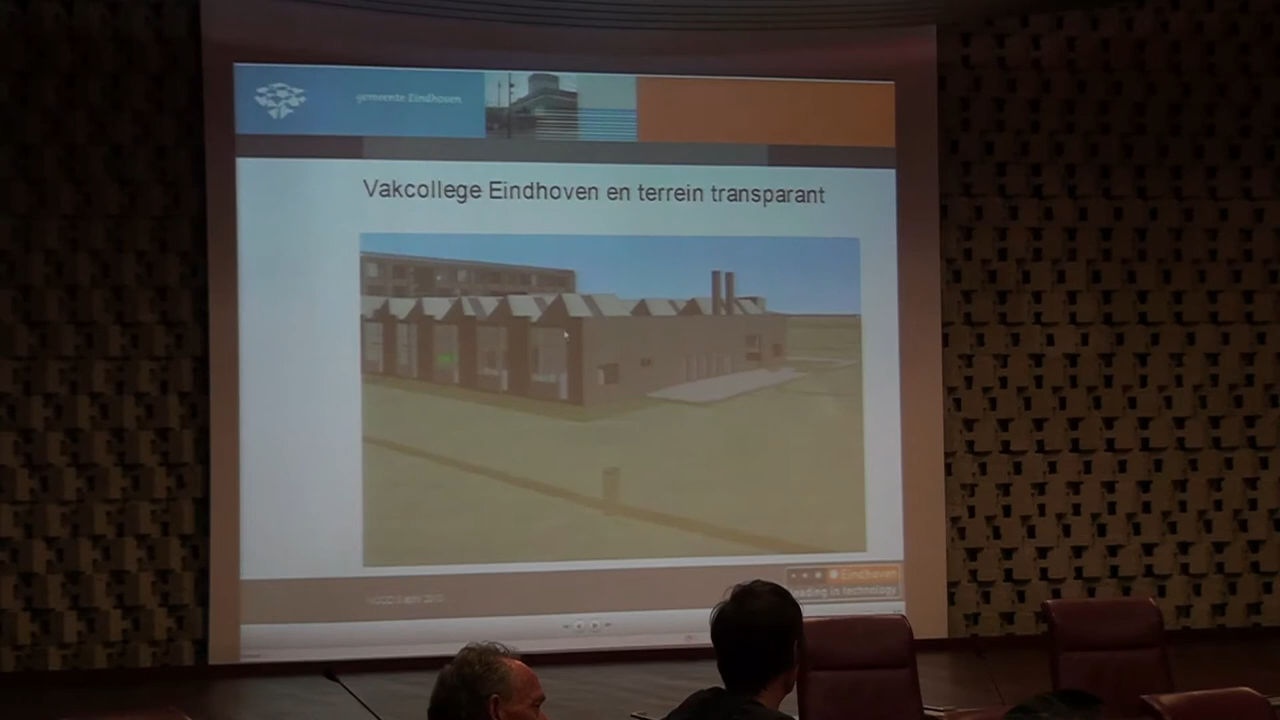 gemeente Eindhoven
Vakcollege Eindhoven en terrein transparant
Eindhoven
leading in technology